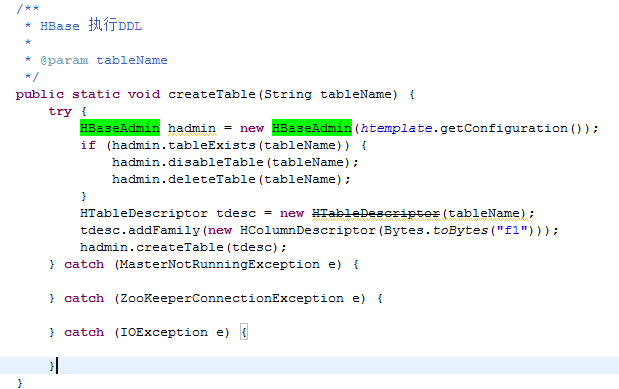 /**
 * HBase 执行DDL
 *
 * @param tableName
 */
public static void createTable(String tableName) {
    try {
        HBaseAdmin hadmin = new HBaseAdmin(htemplate.getConfiguration());
        if (hadmin.tableExists(tableName)) {
            hadmin.disableTable(tableName);
            hadmin.deleteTable(tableName);
        }
        HTableDescriptor tdesc = new HTableDescriptor(tableName);
        tdesc.addFamily(new HColumnDescriptor(Bytes.toBytes("f1")));
        hadmin.createTable(tdesc);
    } catch (MasterNotRunningException e) {

    } catch (ZooKeeperConnectionException e) {

    } catch (IOException e) {

    }
}